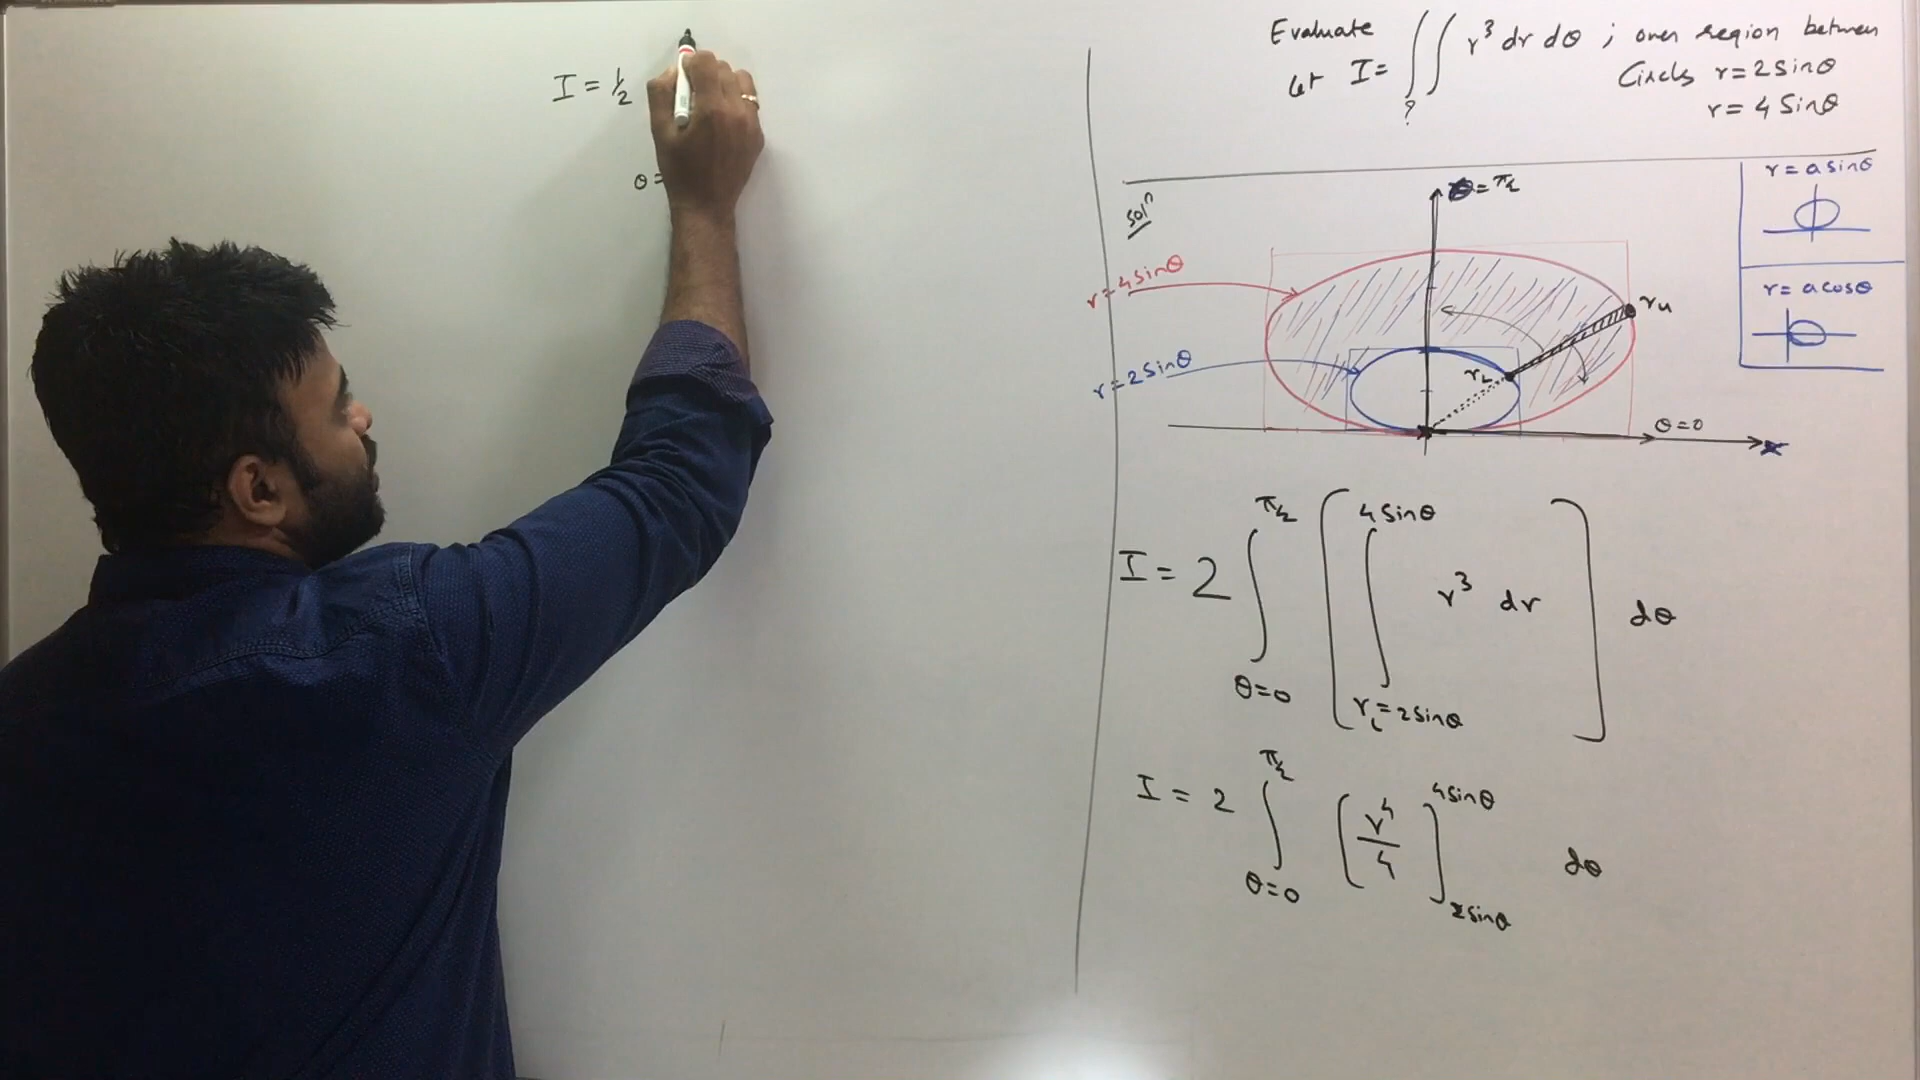 I = 1/2
θ =
Evaluate ∫∫ r³ dr dθ ; over region between
Let I = ?
Circles r = 2 sinθ
r = 4 Sinθ
Solⁿ
θ = π/2
r = a sinθ
r = a cosθ
r = 4 sinθ
r = 2 sinθ
r_u
r_L
θ = 0
x
I = 2 ∫_{θ=0}^{π/2} [ ∫_{r_L = 2 sinθ}^{4 Sinθ} r³ dr ] dθ
I = 2 ∫_{θ=0}^{π/2} [ r⁴/4 ]_{2 sinθ}^{4 sinθ} dθ